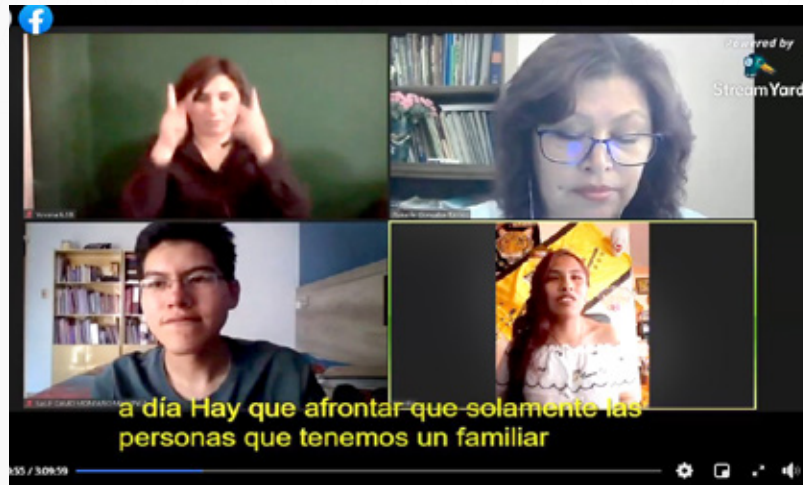 Powered by
StreamYard
a día Hay que afrontar que solamente las
personas que tenemos un familiar
3:09:59